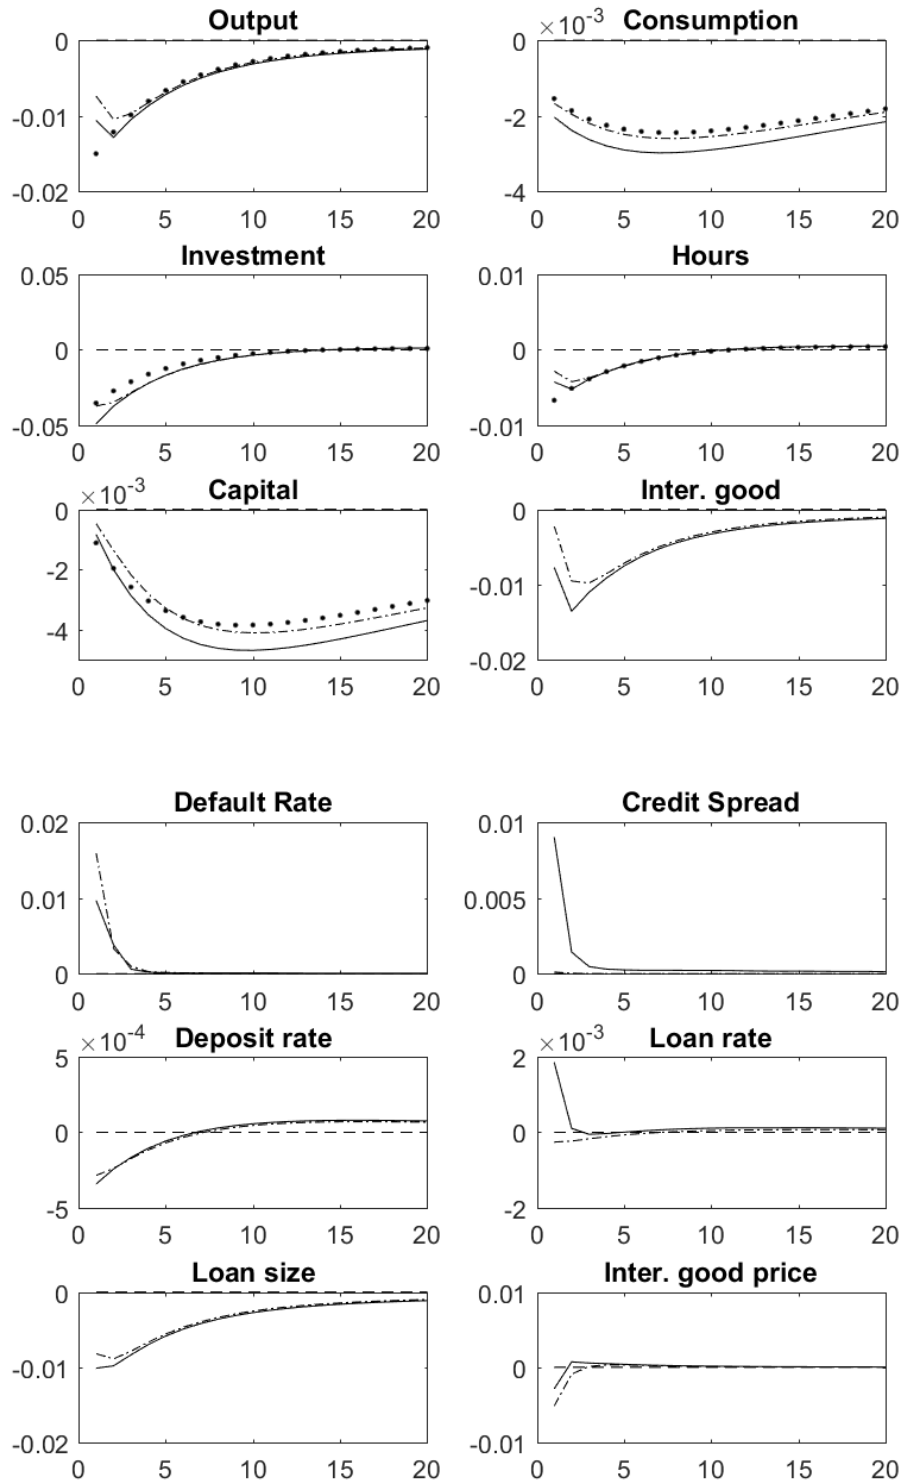 Output Consumption
×10-3
0 0
-0.01 -2
-0.02 -4
0 5 10 15 20 0 5 10 15 20
Investment Hours
0.05 0.01
0 0
-0.05 -0.01
0 5 10 15 20 0 5 10 15 20
×10-3 Capital Inter. good
0 0
-2 -0.01
-4
-0.02
0 5 10 15 20 0 5 10 15 20
Default Rate Credit Spread
0.02 0.01
0.01 0.005
0 0
0 5 10 15 20 0 5 10 15 20
×10-4 Deposit rate ×10-3 Loan rate
5 2
0 0
-5 -2
0 5 10 15 20 0 5 10 15 20
Loan size Inter. good price
0 0.01
-0.01 0
-0.02 -0.01
0 5 10 15 20 0 5 10 15 20